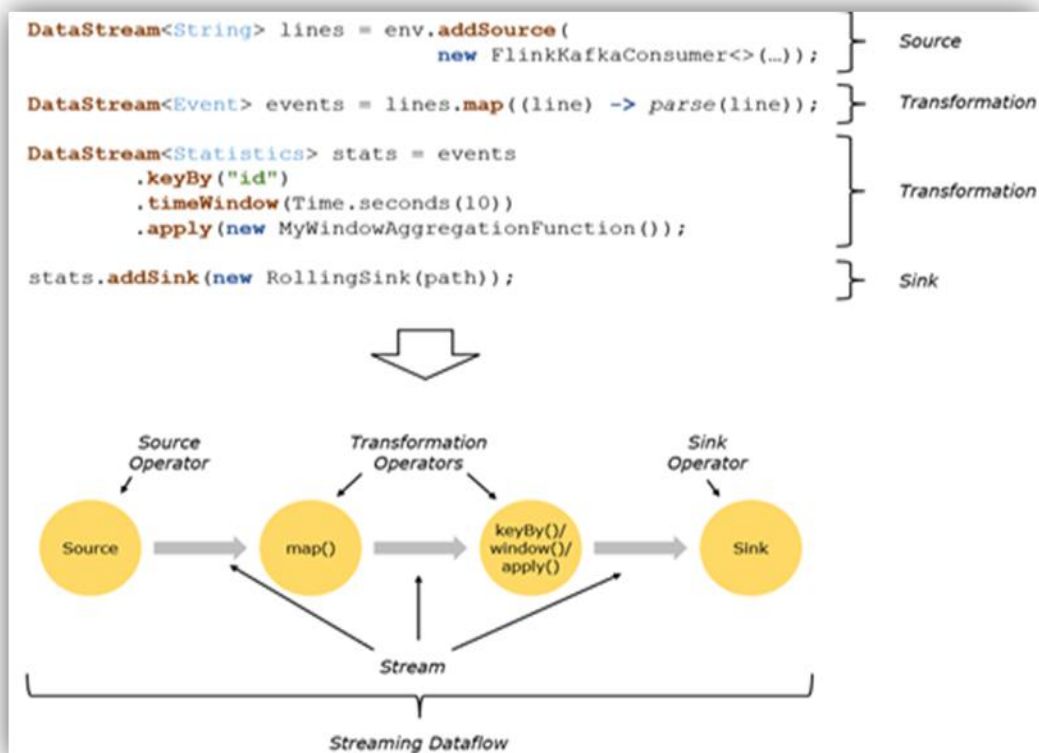 DataStream<String> lines = env.addSource(
new FlinkKafkaConsumer<>(…));
Source
DataStream<Event> events = lines.map((line) -> parse(line));
Transformation
DataStream<Statistics> stats = events
.keyBy("id")
.timeWindow(Time.seconds(10))
.apply(new MyWindowAggregationFunction());
Transformation
stats.addSink(new RollingSink(path));
Sink
Source
Operator
Transformation
Operators
Sink
Operator
Source
map()
keyBy()/
window()/
apply()
Sink
Stream
Streaming Dataflow